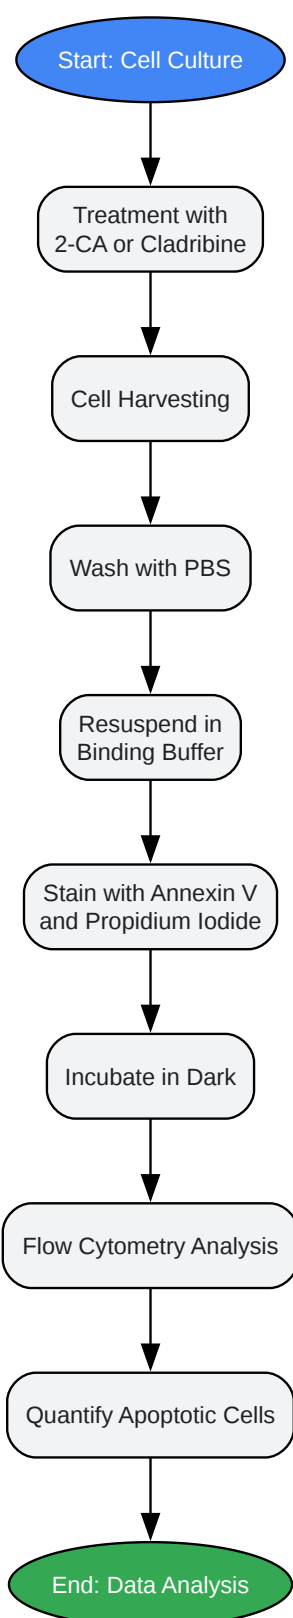 Start: Cell Culture
Treatment with
2-CA or Cladribine
Cell Harvesting
Wash with PBS
Resuspend in
Binding Buffer
Stain with Annexin V
and Propidium Iodide
Incubate in Dark
Flow Cytometry Analysis
Quantify Apoptotic Cells
End: Data Analysis